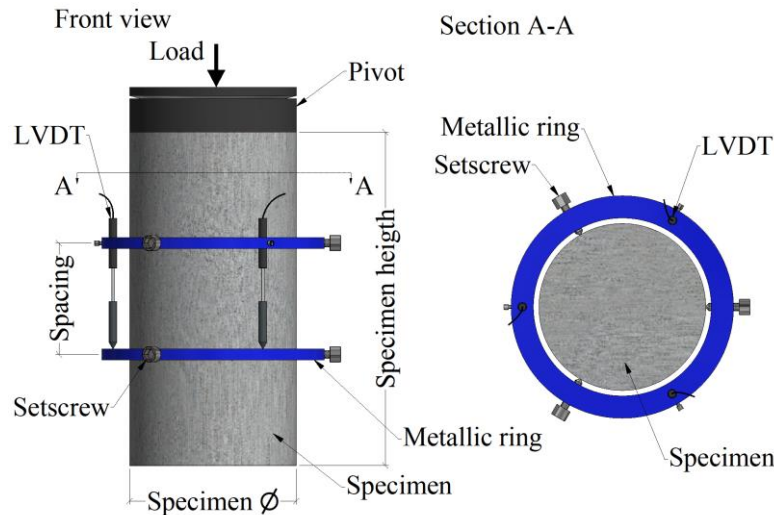 Front view
Section A-A
Load
Pivot
LVDT
Metallic ring
Setscrew
LVDT
A
A
Spacing
Specimen heigth
Setscrew
Metallic ring
Specimen
Specimen
Specimen Ø